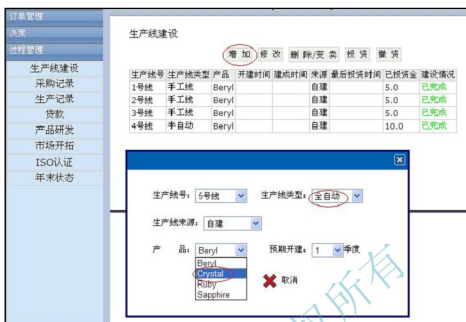 订单管理
决策
过程管理
生产线建设
采购记录
生产记录
贷款
产品研发
市场开拓
ISO认证
年末状态
生产线建设
增 加 修 改 删 除/变 卖 投 资 撤 资
生产线号 生产线类型 产品 开建时间 建成时间 来源 最后投资时间 已投资金 建设情况
1号线 手工线 Beryl 自建 5.0 已完成
2号线 手工线 Beryl 自建 5.0 已完成
3号线 手工线 Beryl 自建 5.0 已完成
4号线 半自动 Beryl 自建 10.0 已完成
生产线号: 5号线 生产线类型: 全自动
生产线来源: 自建
产 品: Beryl 预期开建: 1 季度
Beryl
Crystal
Ruby
Sapphire
取消
权所有